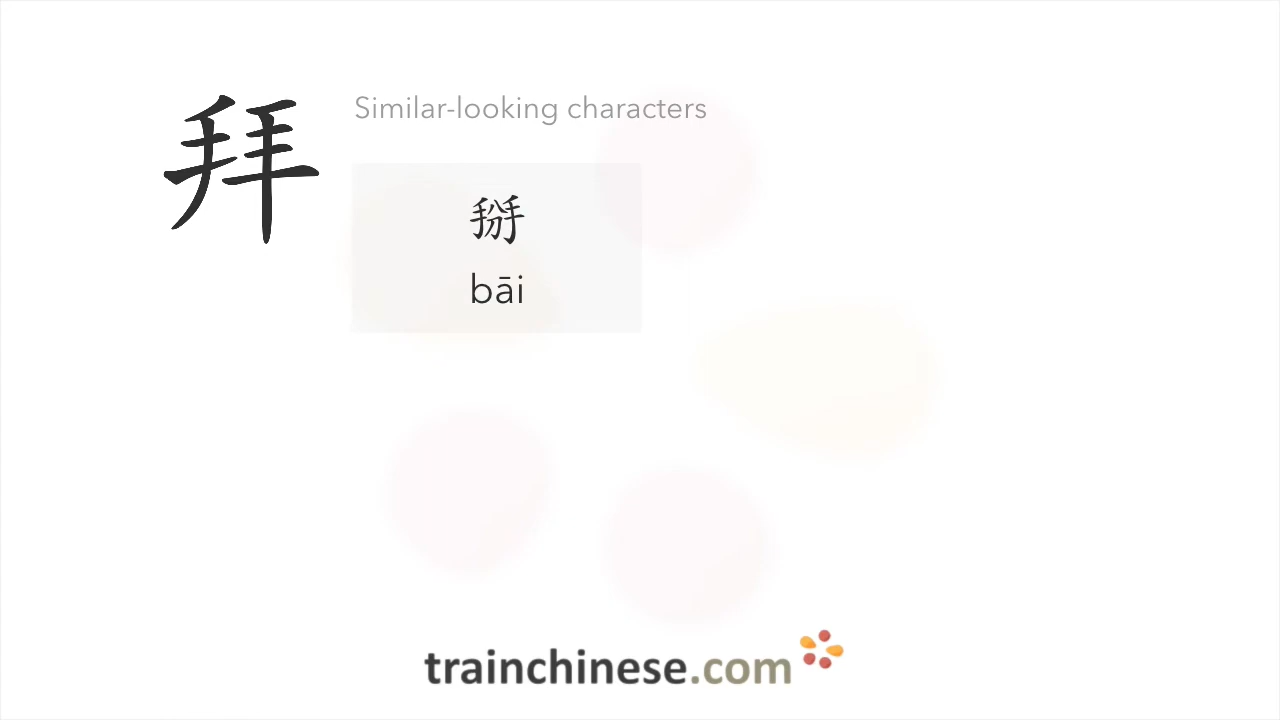 拜
Similar-looking characters
掰
bāi
trainchinese.com